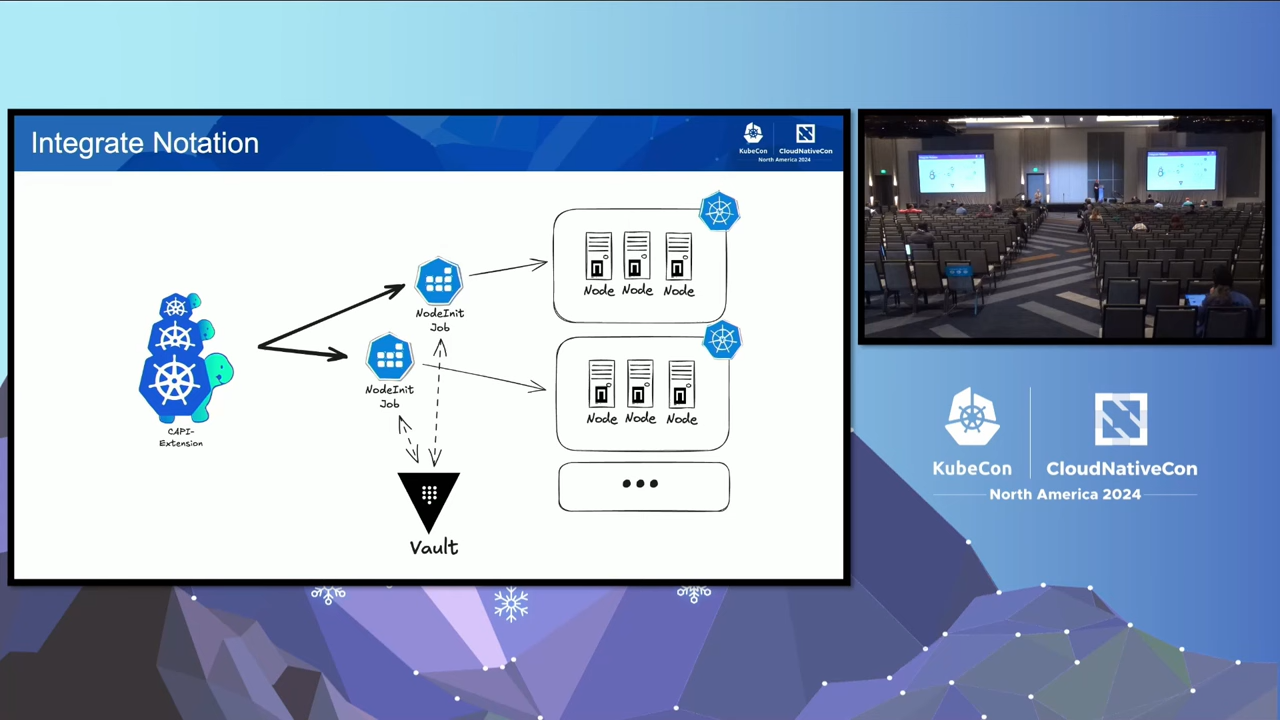 Integrate Notation
KubeCon
CloudNativeCon
North America 2024
CAPI-
Extension
NodeInit
Job
NodeInit
Job
Vault
Node Node Node
Node Node Node
KubeCon
CloudNativeCon
North America 2024